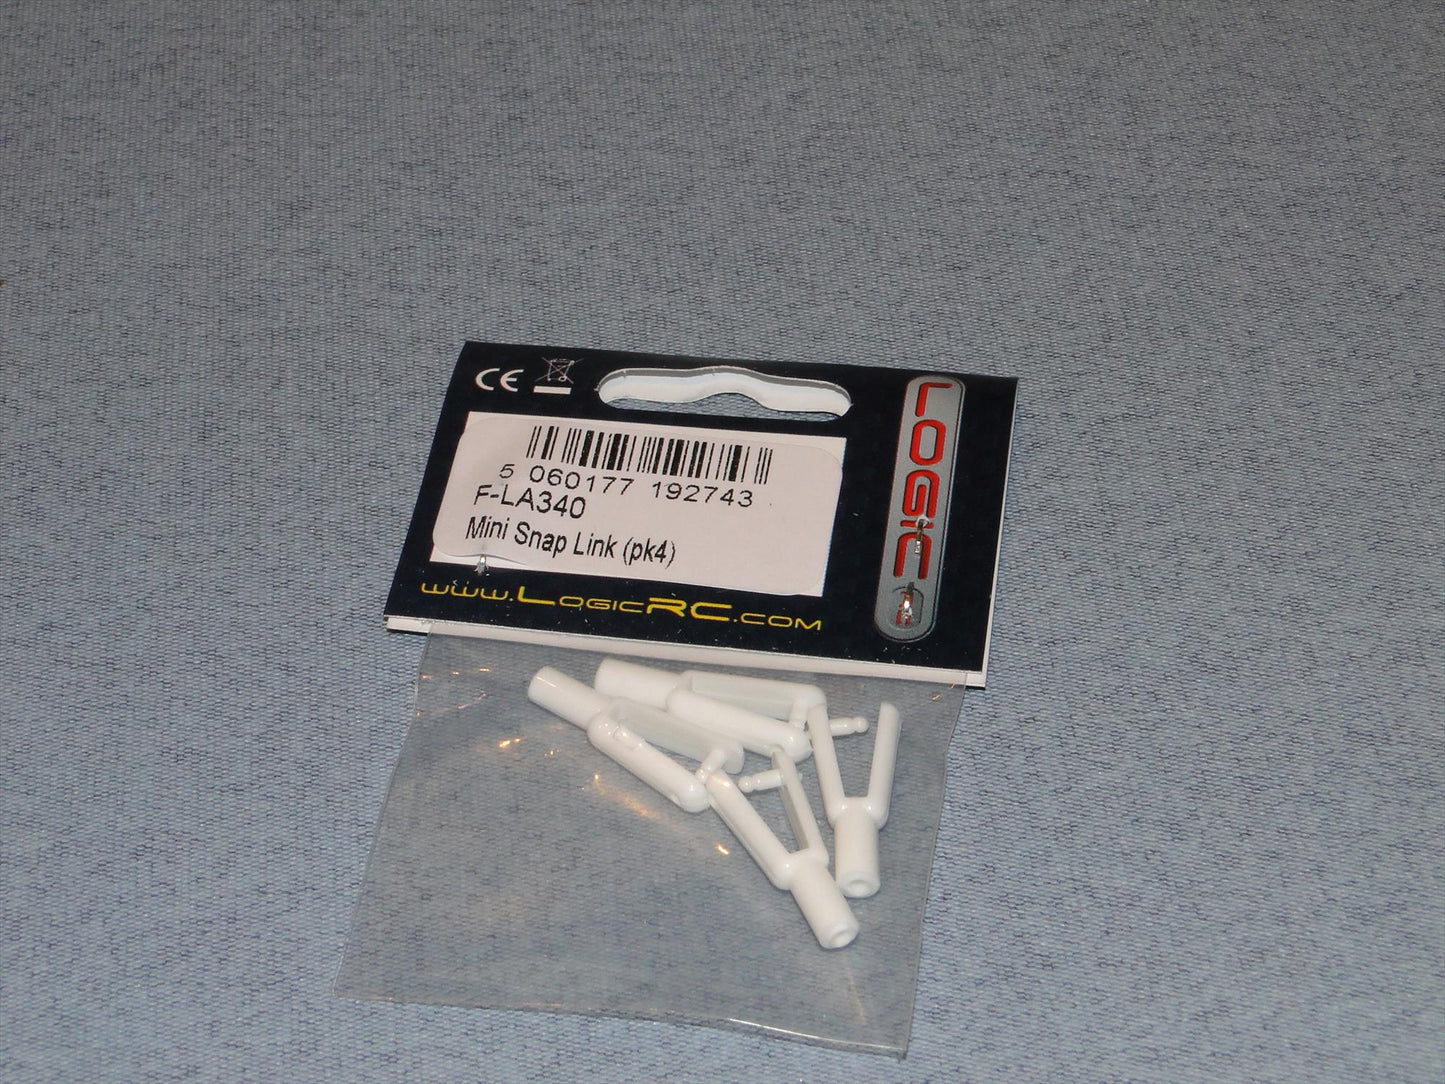 CE
LOGIC
5 060177 192743
F-LA340
Mini Snap Link (pk4)
www.LogicRC.com